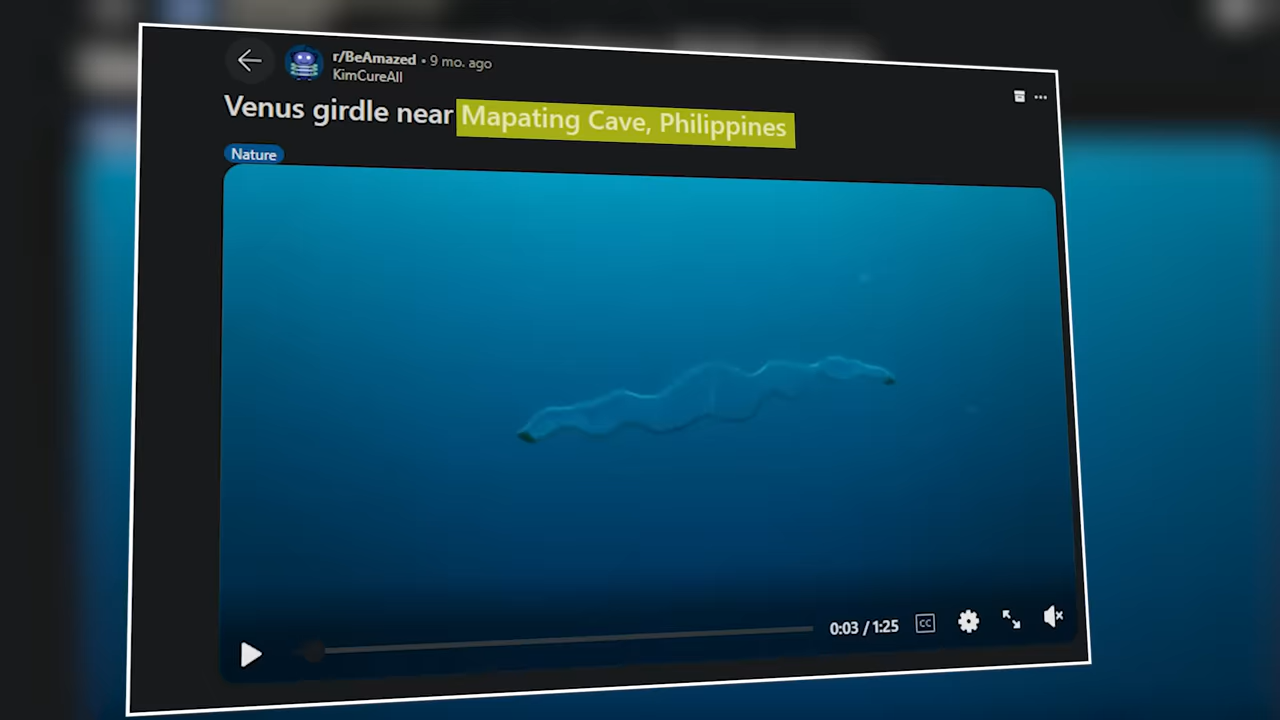 r/BeAmazed • 9 mo. ago
KimCureAll
Venus girdle near Mapating Cave, Philippines
Nature
0:03 / 1:25
CC